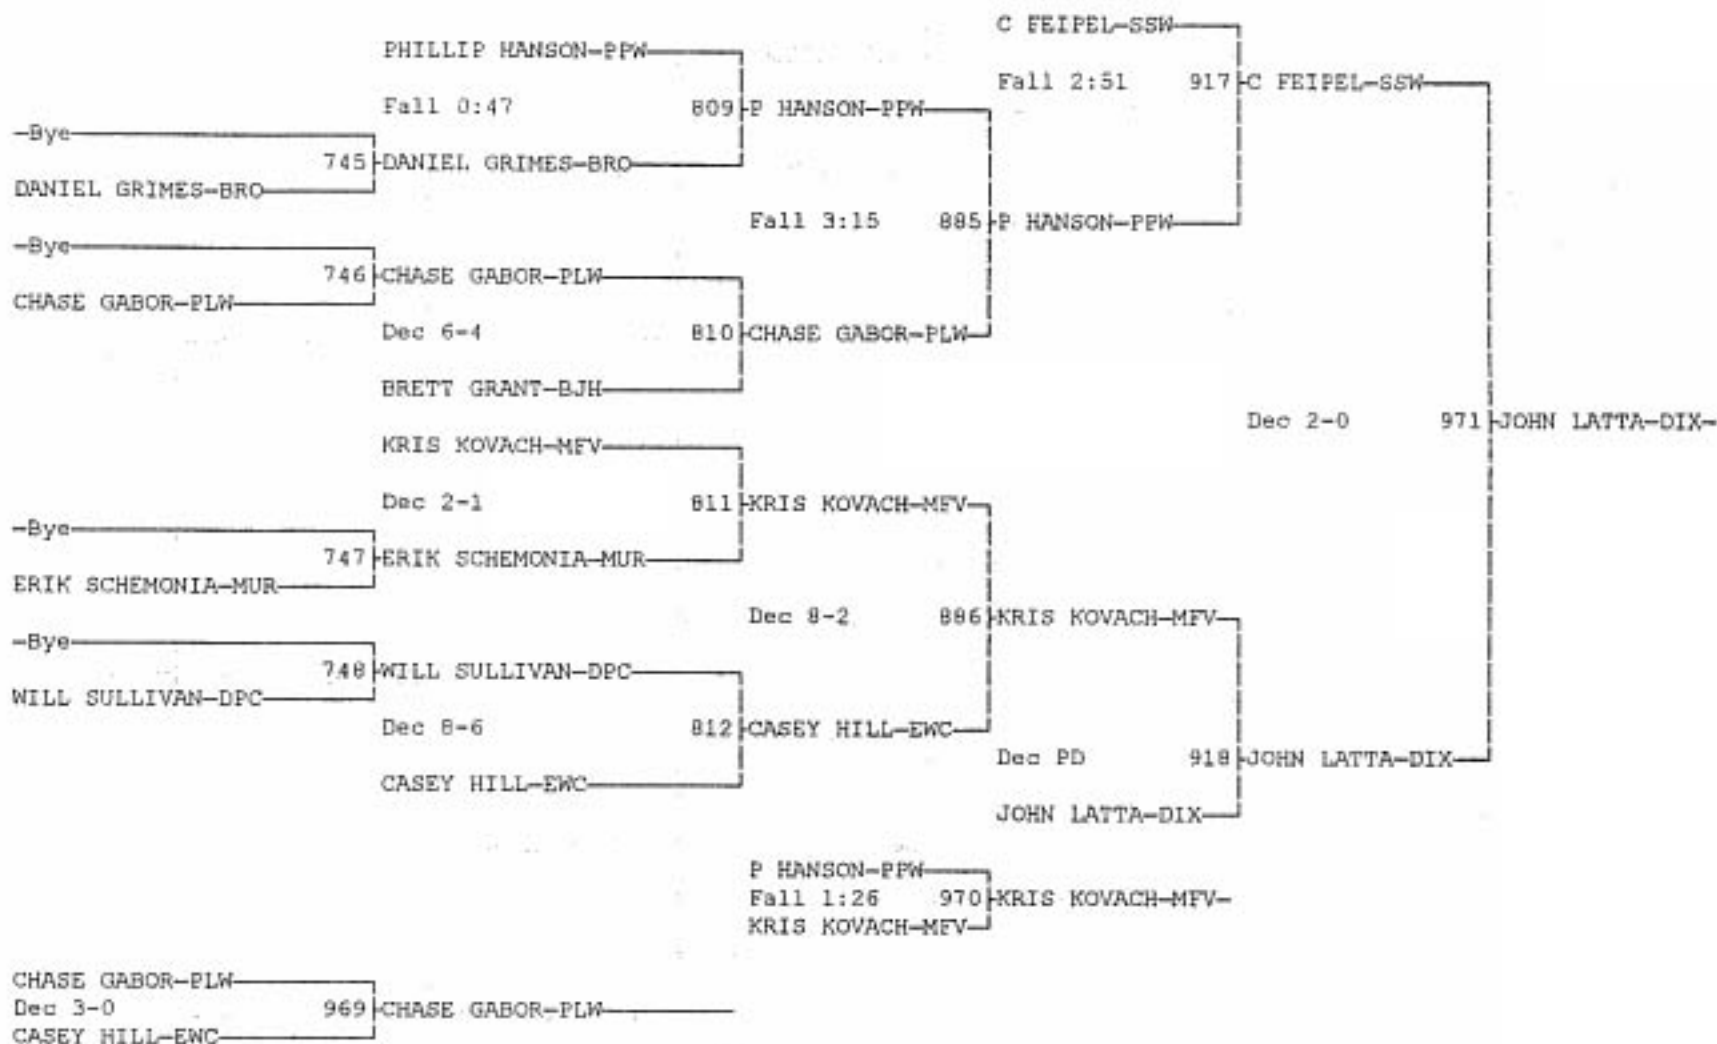 C FEIPEL-SSW
PHILLIP HANSON-PPW
Fall 2:51 917 C FEIPEL-SSW
Fall 0:47 809 P HANSON-PPW
-Bye
745 DANIEL GRIMES-BRO
DANIEL GRIMES-BRO
Fall 3:15 885 P HANSON-PPW
-Bye
746 CHASE GABOR-PLW
CHASE GABOR-PLW
Dec 6-4 810 CHASE GABOR-PLW
BRETT GRANT-BJH
Dec 2-0 971 JOHN LATTA-DIX-
KRIS KOVACH-MFV
Dec 2-1 811 KRIS KOVACH-MFV
-Bye
747 ERIK SCHEMONIA-MUR
ERIK SCHEMONIA-MUR
Dec 8-2 886 KRIS KOVACH-MFV
-Bye
748 WILL SULLIVAN-DPC
WILL SULLIVAN-DPC
Dec 8-6 812 CASEY HILL-EWC
Dec PD 918 JOHN LATTA-DIX
CASEY HILL-EWC
JOHN LATTA-DIX
P HANSON-PPW
Fall 1:26 970 KRIS KOVACH-MFV-
KRIS KOVACH-MFV
CHASE GABOR-PLW
Dec 3-0 969 CHASE GABOR-PLW
CASEY HILL-EWC